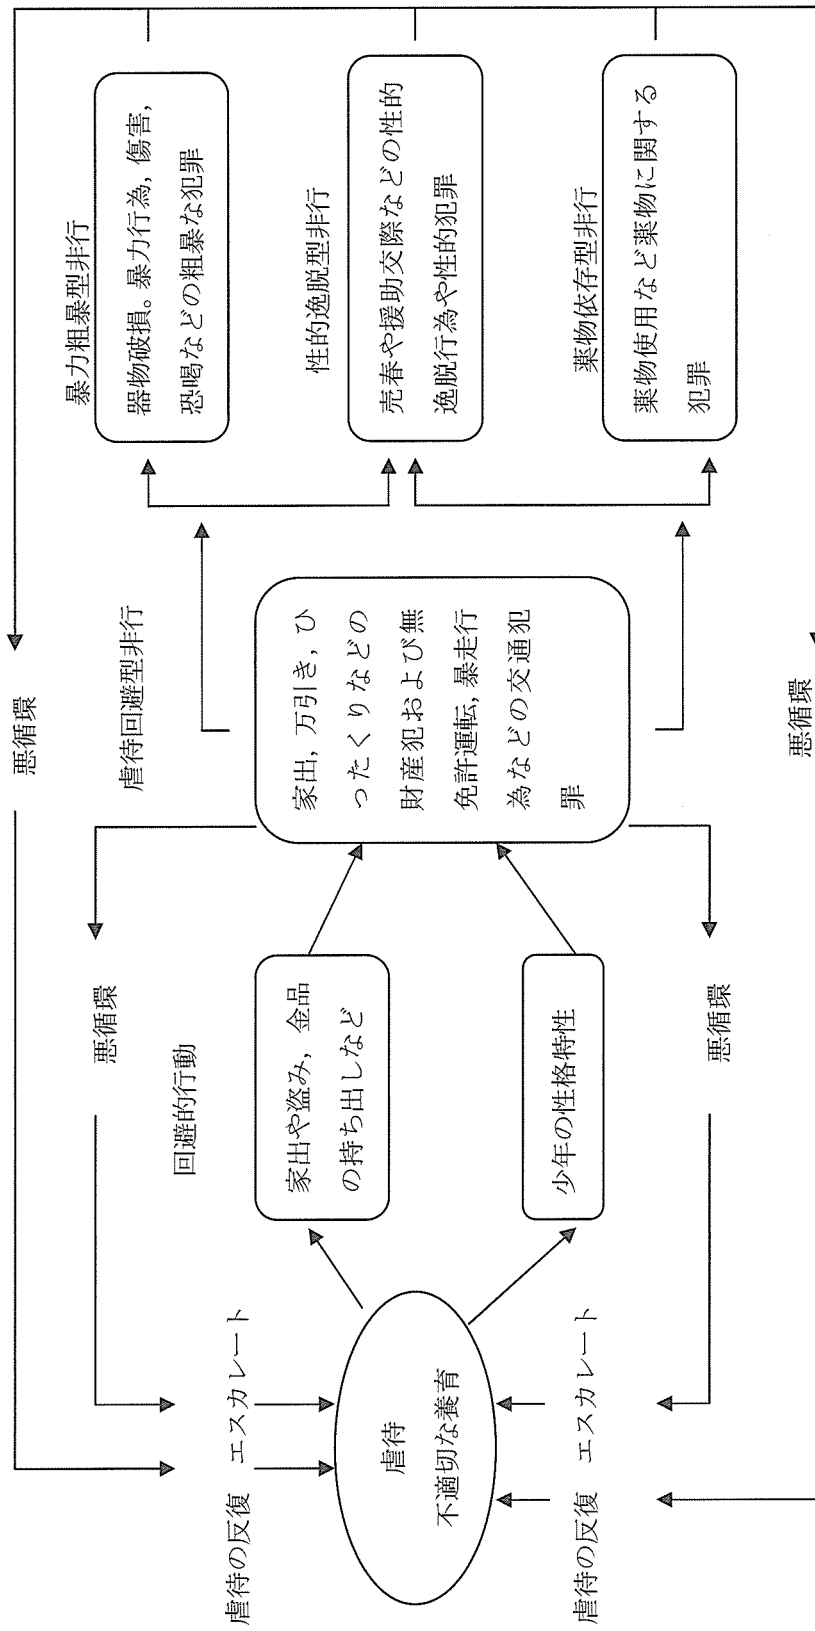 虐待の反復 エスカレート
虐待
不適切な養育
虐待の反復 エスカレート
悪循環
回避的行動
家出や盗み，金品
の持ち出しなど
少年の性格特性
悪循環
悪循環
虐待回避型非行
家出，万引き，ひ
ったくりなどの
財産犯および無
免許運転，暴走行
為などの交通犯
罪
悪循環
暴力粗暴型非行
器物破損。暴力行為，傷害，
恐喝などの粗暴な犯罪
性的逸脱型非行
売春や援助交際などの性的
逸脱行為や性的犯罪
薬物依存型非行
薬物使用など薬物に関する
犯罪